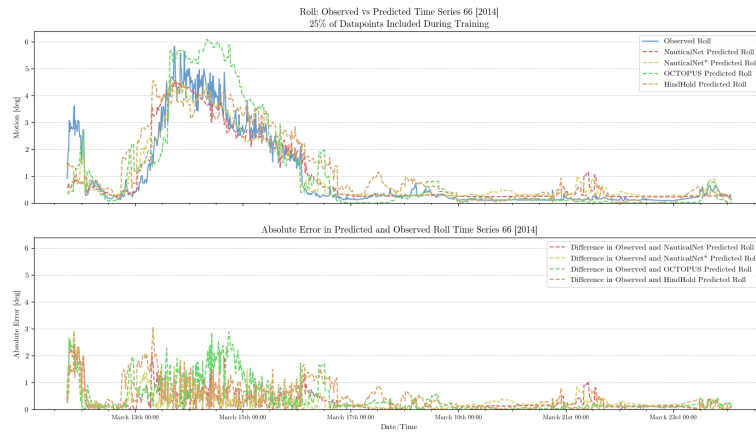 Roll: Observed vs Predicted Time Series 66 [2014]
25% of Datapoints Included During Training
Motion [deg]
6
5
4
3
2
1
0
Observed Roll
NauticalNet Predicted Roll
NauticalNet* Predicted Roll
OCTOPUS Predicted Roll
HindHold Predicted Roll
Absolute Error in Predicted and Observed Roll Time Series 66 [2014]
Absolute Error [deg]
6
5
4
3
2
1
0
Difference in Observed and NauticalNet Predicted Roll
Difference in Observed and NauticalNet* Predicted Roll
Difference in Observed and OCTOPUS Predicted Roll
Difference in Observed and HindHold Predicted Roll
March 13th 00:00 March 15th 00:00 March 17th 00:00 March 19th 00:00 March 21th 00:00 March 23th 00:00
Date/Time